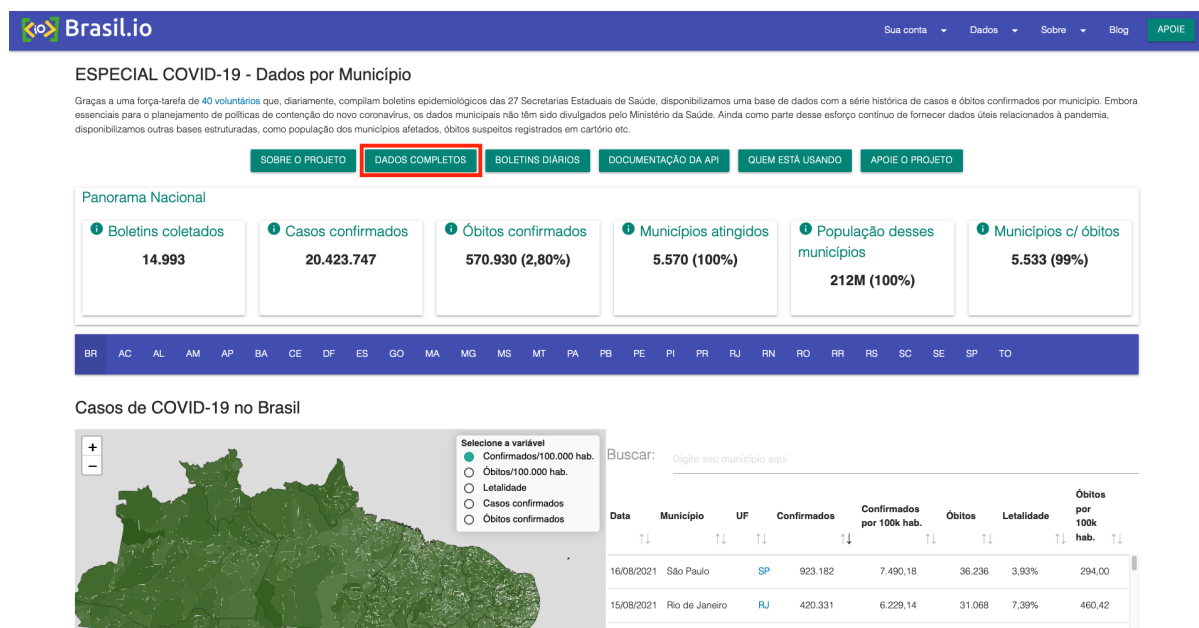 Brasil.io
Sua conta Dados Sobre Blog APOIE
ESPECIAL COVID-19 - Dados por Município
Graças a uma força-tarefa de 40 voluntários que, diariamente, compilam boletins epidemiológicos das 27 Secretarias Estaduais de Saúde, disponibilizamos uma base de dados com a série histórica de casos e óbitos confirmados por município. Embora
essenciais para o planejamento de políticas de contenção do novo coronavírus, os dados municipais não têm sido divulgados pelo Ministério da Saúde. Ainda como parte desse esforço contínuo de fornecer dados úteis relacionados à pandemia,
disponibilizamos outras bases estruturadas, como população dos municípios afetados, óbitos suspeitos registrados em cartório etc.
SOBRE O PROJETO DADOS COMPLETOS BOLETINS DIÁRIOS DOCUMENTAÇÃO DA API QUEM ESTÁ USANDO APOIE O PROJETO
Panorama Nacional
Boletins coletados
14.993
Casos confirmados
20.423.747
Óbitos confirmados
570.930 (2,80%)
Municípios atingidos
5.570 (100%)
População desses
municípios
212M (100%)
Municípios c/ óbitos
5.533 (99%)
BR AC AL AM AP BA CE DF ES GO MA MG MS MT PA PB PE PI PR RJ RN RO RR RS SC SE SP TO
Casos de COVID-19 no Brasil
+
−
Selecione a variável
Confirmados/100.000 hab.
Óbitos/100.000 hab.
Letalidade
Casos confirmados
Óbitos confirmados
Buscar: Digite seu município aqui
Data Município UF Confirmados Confirmados por 100k hab. Óbitos Letalidade Óbitos por 100k hab.
16/08/2021 São Paulo SP 923.182 7.490,18 36.236 3,93% 294,00
15/08/2021 Rio de Janeiro RJ 420.331 6.229,14 31.068 7,39% 460,42